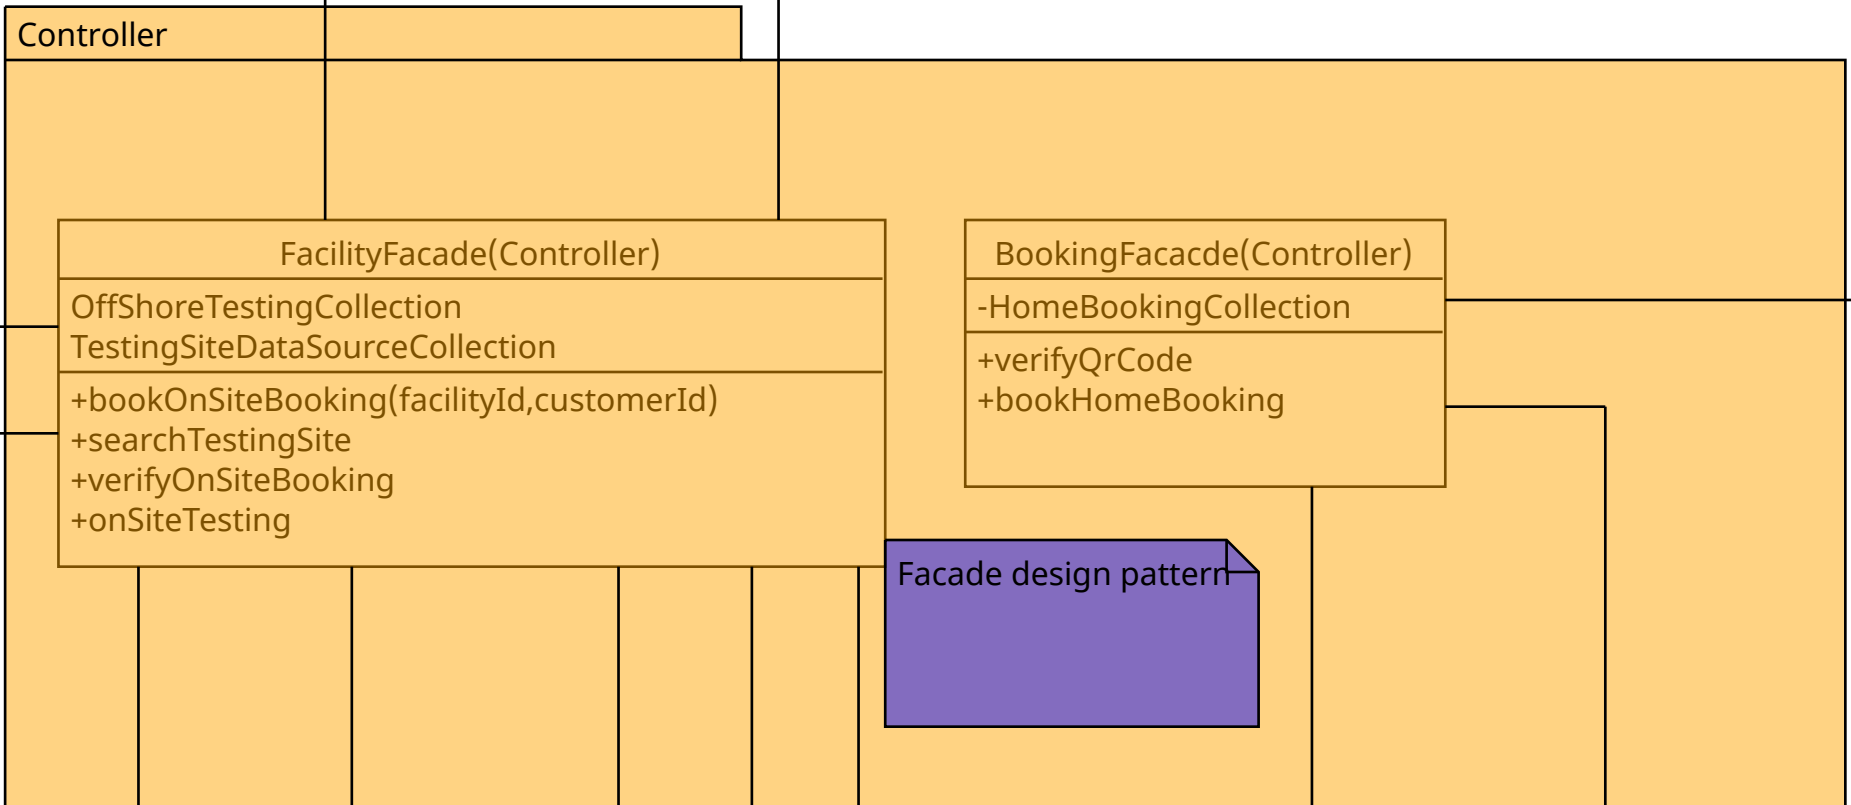 Controller
FacilityFacade(Controller)
OffShoreTestingCollection
TestingSiteDataSourceCollection
+bookOnSiteBooking(facilityId,customerId)
+searchTestingSite
+verifyOnSiteBooking
+onSiteTesting
BookingFacacde(Controller)
-HomeBookingCollection
+verifyQrCode
+bookHomeBooking
Facade design pattern